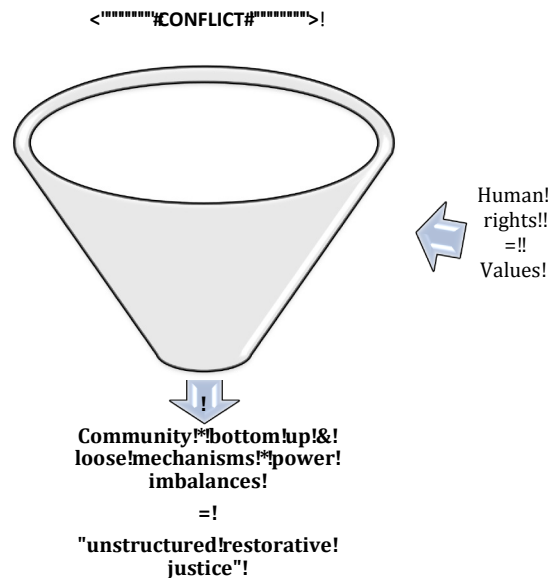 <"""""""#CONFLICT#"""""""">!
Human!
rights!!
=!!
Values!
!
Community!*!bottom!up!&!
loose!mechanisms!*!power!
imbalances!
=!
"unstructured!restorative!
justice"!